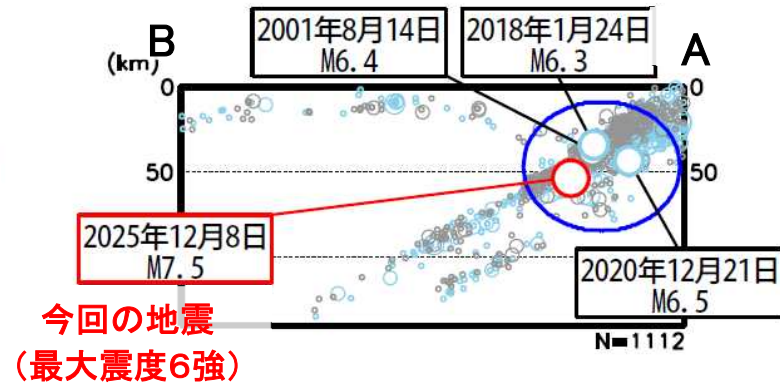 B
2001年8月14日
M6.4
2018年1月24日
M6.3
A
(km)
0
0
50
50
2025年12月8日
M7.5
2020年12月21日
M6.5
今回の地震
（最大震度6強）
N=1112